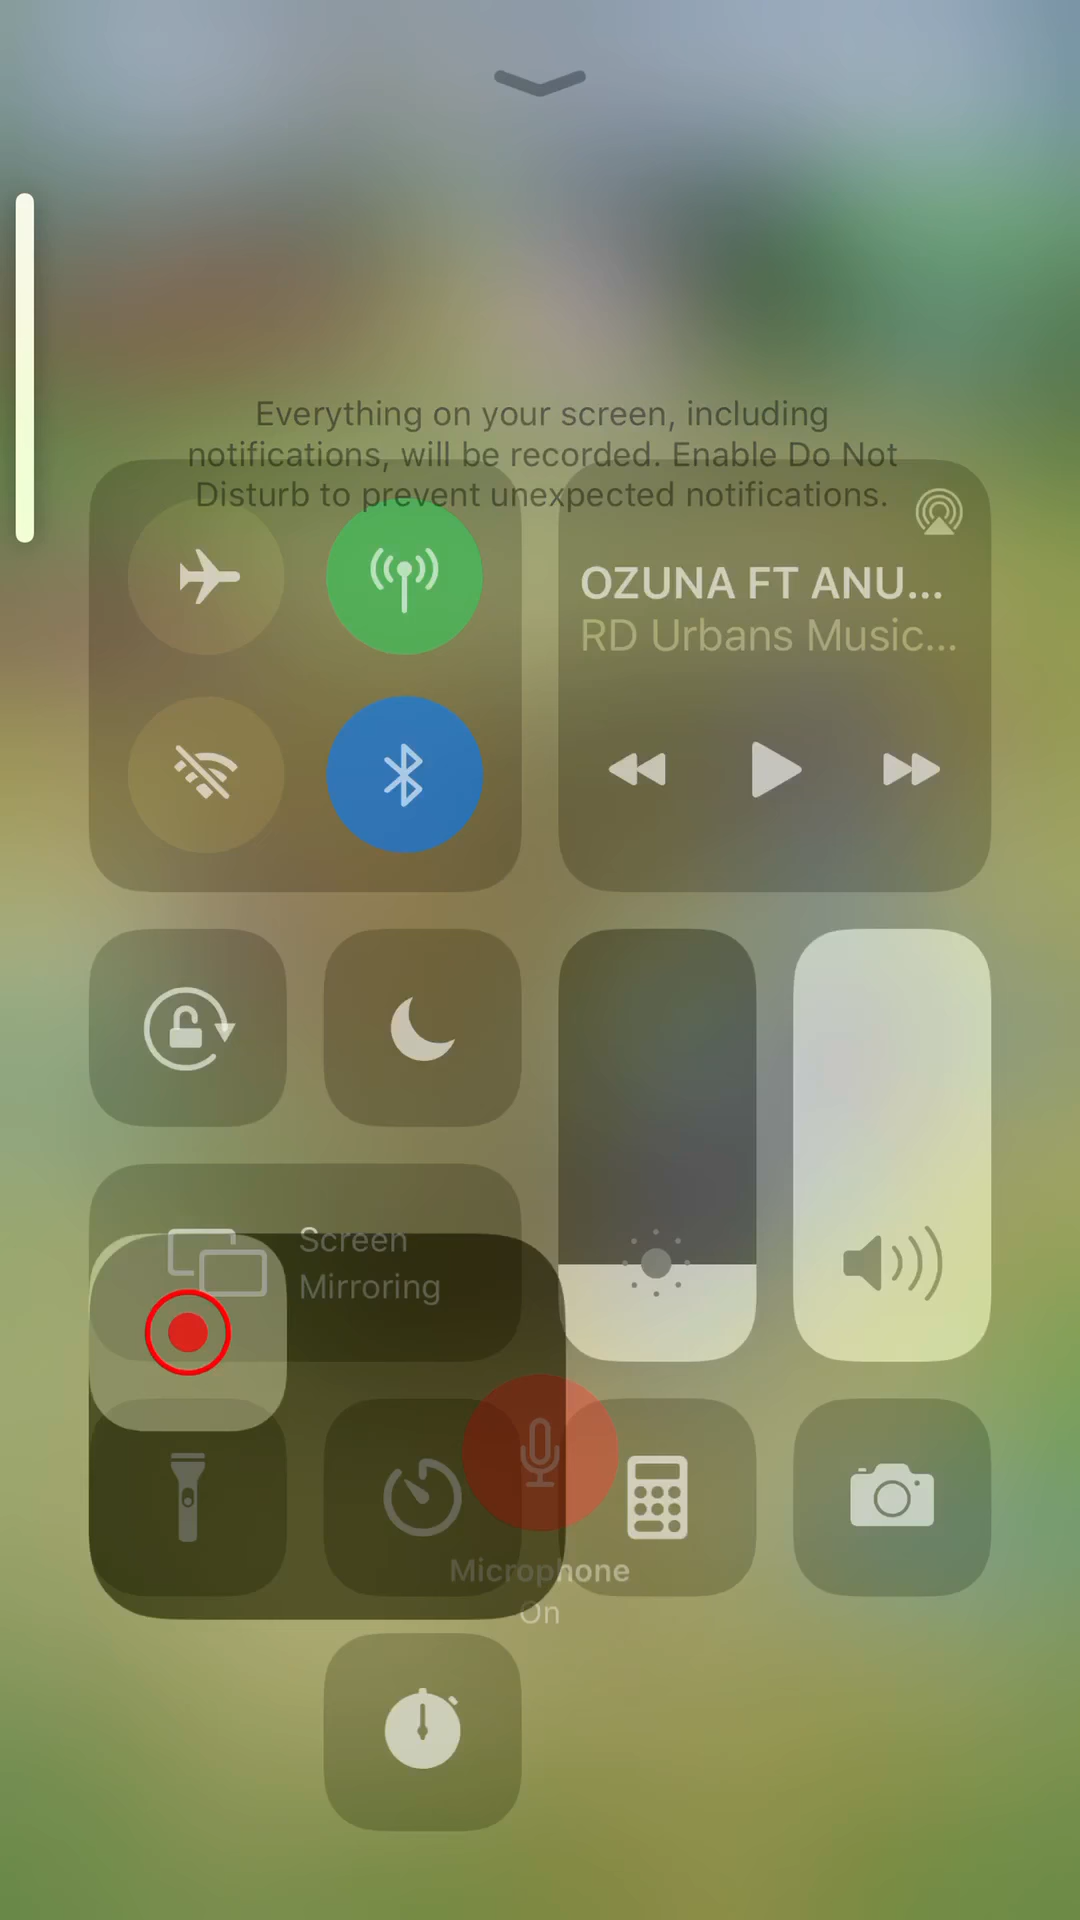 Everything on your screen, including
notifications, will be recorded. Enable Do Not
Disturb to prevent unexpected notifications.
OZUNA FT ANU...
RD Urbans Music...
Screen
Mirroring
Microphone
On